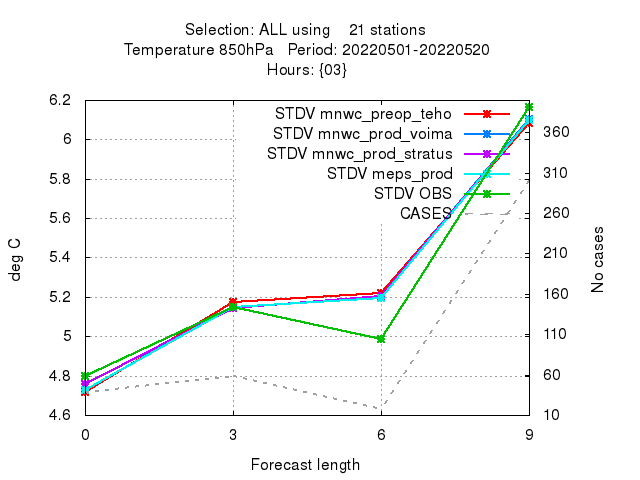 Selection: ALL using    21 stations
Temperature 850hPa   Period: 20220501-20220520
Hours: {03}
STDV mnwc_preop_teho
STDV mnwc_prod_voima
STDV mnwc_prod_stratus
STDV meps_prod
STDV OBS
CASES
deg C
6.2
6
5.8
5.6
5.4
5.2
5
4.8
4.6
360
310
260
210
160
110
60
10
No cases
0 3 6 9
Forecast length